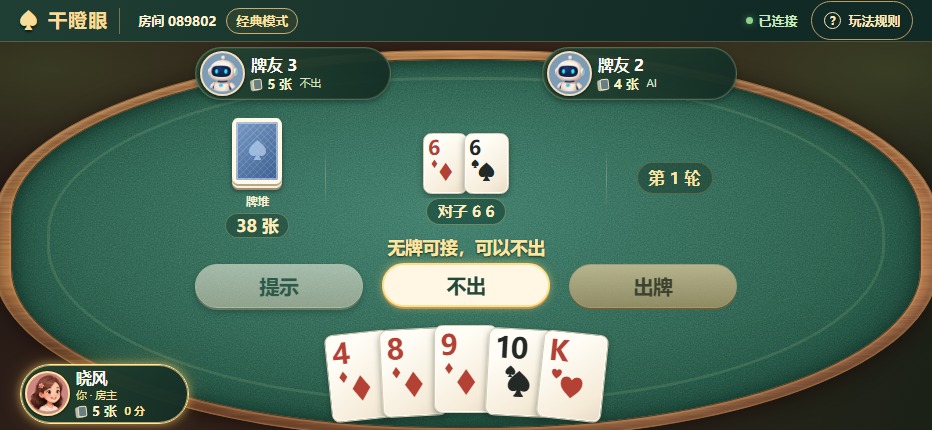 干瞪眼
房间 089802
经典模式
已连接
? 玩法规则
牌友 3
5 张 不出
牌友 2
4 张 AI
牌堆
38 张
6
6
对子 6 6
第 1 轮
无牌可接，可以不出
提示
不出
出牌
4
8
9
10
K
晓风
你 · 房主
5 张 0 分